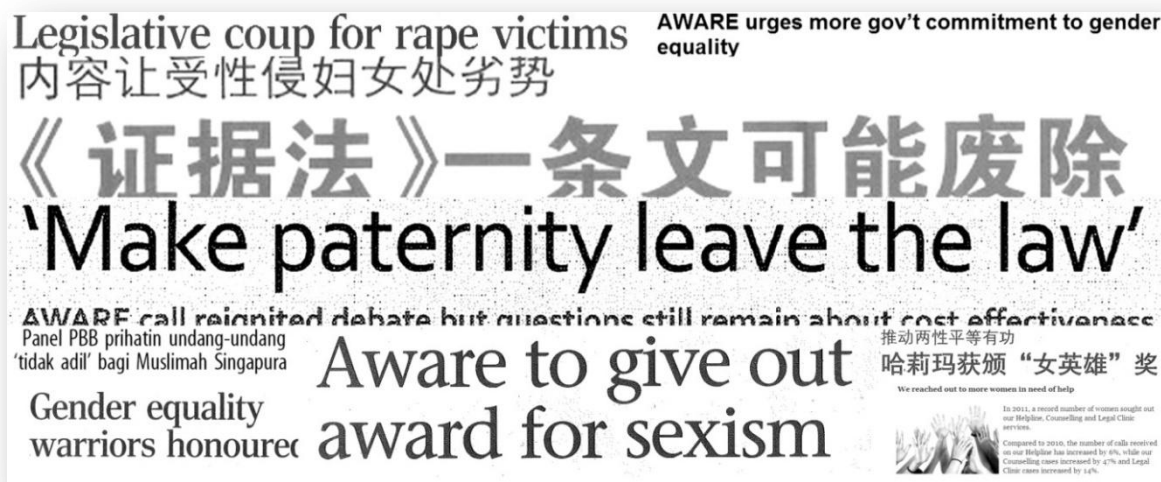 Legislative coup for rape victims
AWARE urges more gov't commitment to gender
equality
内容让受性侵妇女处劣势
《证据法》一条文可能废除
'Make paternity leave the law'
AWARE call reignited debate but questions still remain about cost effectiveness
Panel PBB prihatin undang-undang
'tidak adil' bagi Muslimah Singapura
Gender equality
warriors honoured
Aware to give out
award for sexism
推动两性平等有功
哈莉玛获颁“女英雄”奖
We reached out to more women in need of help
In 2011, a record number of women sought out
our Helpline, Counselling and Legal Clinic
services.
Compared to 2010, the number of calls received
on our Helpline has increased by 6%, while our
Counselling cases increased by 47% and Legal
Clinic cases increased by 14%.